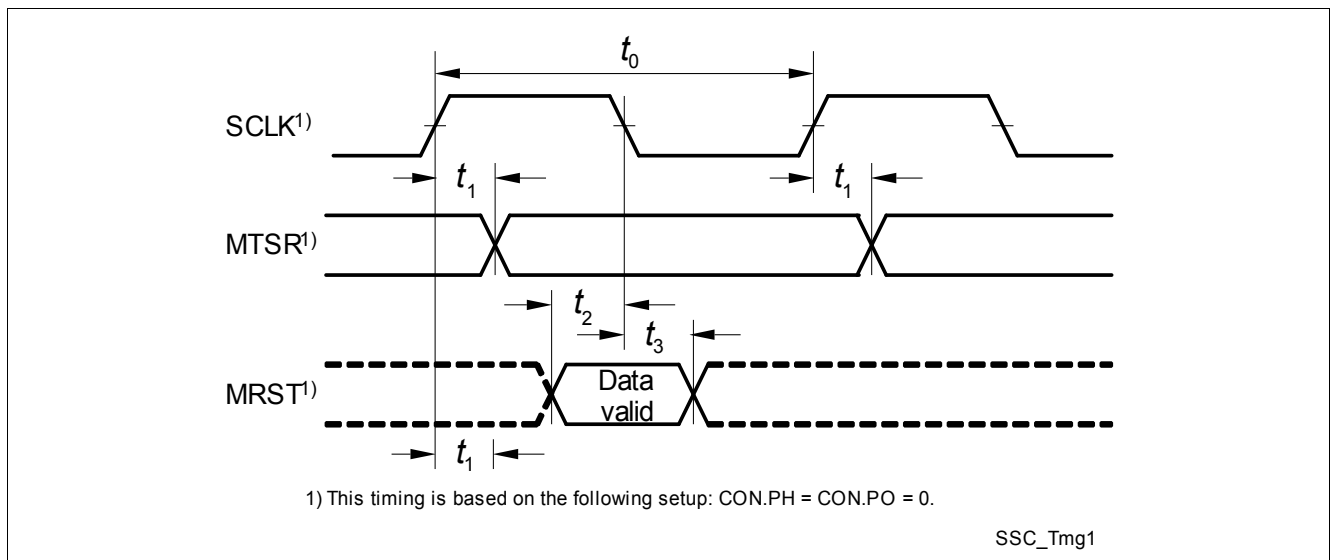 t₀
SCLK¹⁾
t₁ t₁
MTSR¹⁾
t₂
t₃
MRST¹⁾ Data valid
t₁
1) This timing is based on the following setup: CON.PH = CON.PO = 0.
SSC_Tmg1